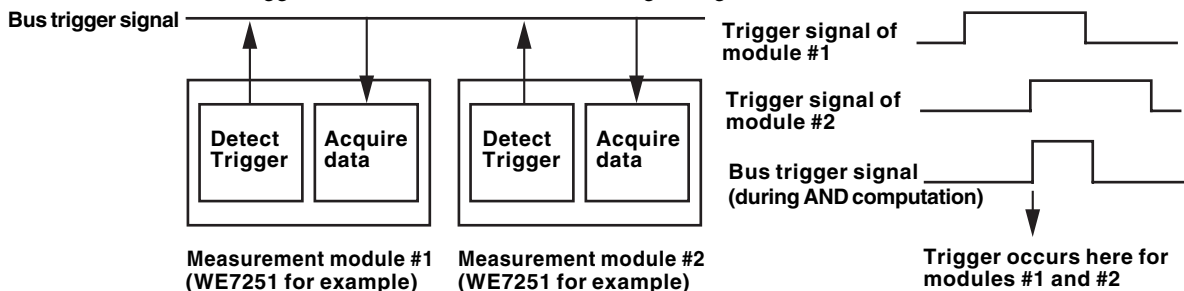 Bus trigger signal
Detect
Trigger
Acquire
data
Detect
Trigger
Acquire
data
Measurement module #1
(WE7251 for example)
Measurement module #2
(WE7251 for example)
Trigger signal of
module #1
Trigger signal of
module #2
Bus trigger signal
(during AND computation)
Trigger occurs here for
modules #1 and #2